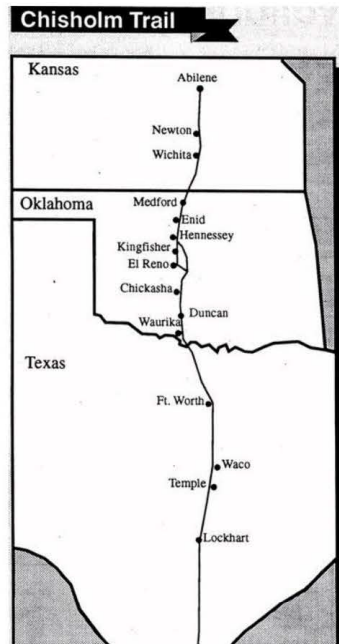 Chisholm Trail
Kansas
Abilene
Newton
Wichita
Oklahoma
Medford
Enid
Hennessey
Kingfisher
El Reno
Chickasha
Duncan
Waurika
Texas
Ft. Worth
Waco
Temple
Lockhart